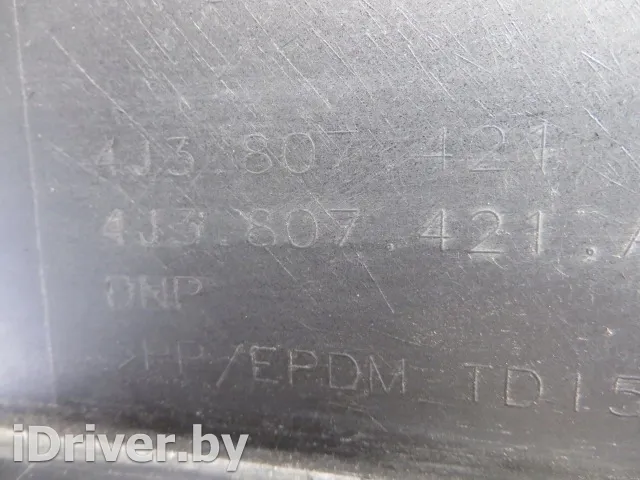 4J3.807.421
4J3.807.421./
DNP
>PP/EPDM TD15
iDriver.by